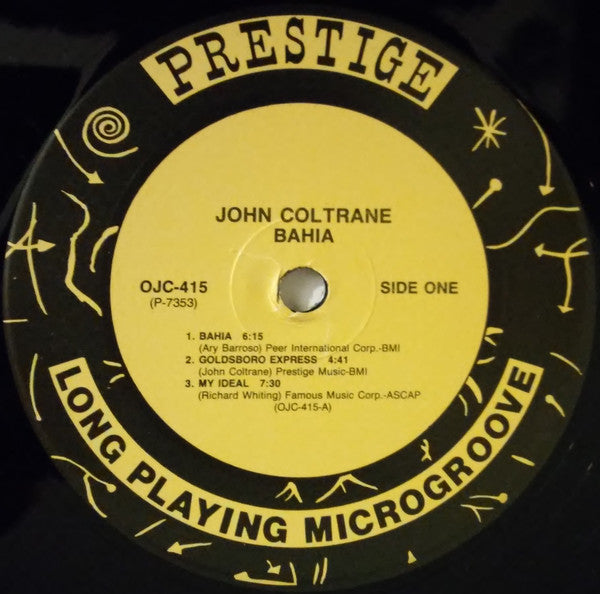 PRESTIGE
JOHN COLTRANE
BAHIA
OJC-415
(P-7353)
SIDE ONE
1. BAHIA 6:15
(Ary Barroso) Peer International Corp.-BMI
2. GOLDSBORO EXPRESS 4:41
(John Coltrane) Prestige Music-BMI
3. MY IDEAL 7:30
(Richard Whiting) Famous Music Corp.-ASCAP
(OJC-415-A)
LONG PLAYING MICROGROOVE